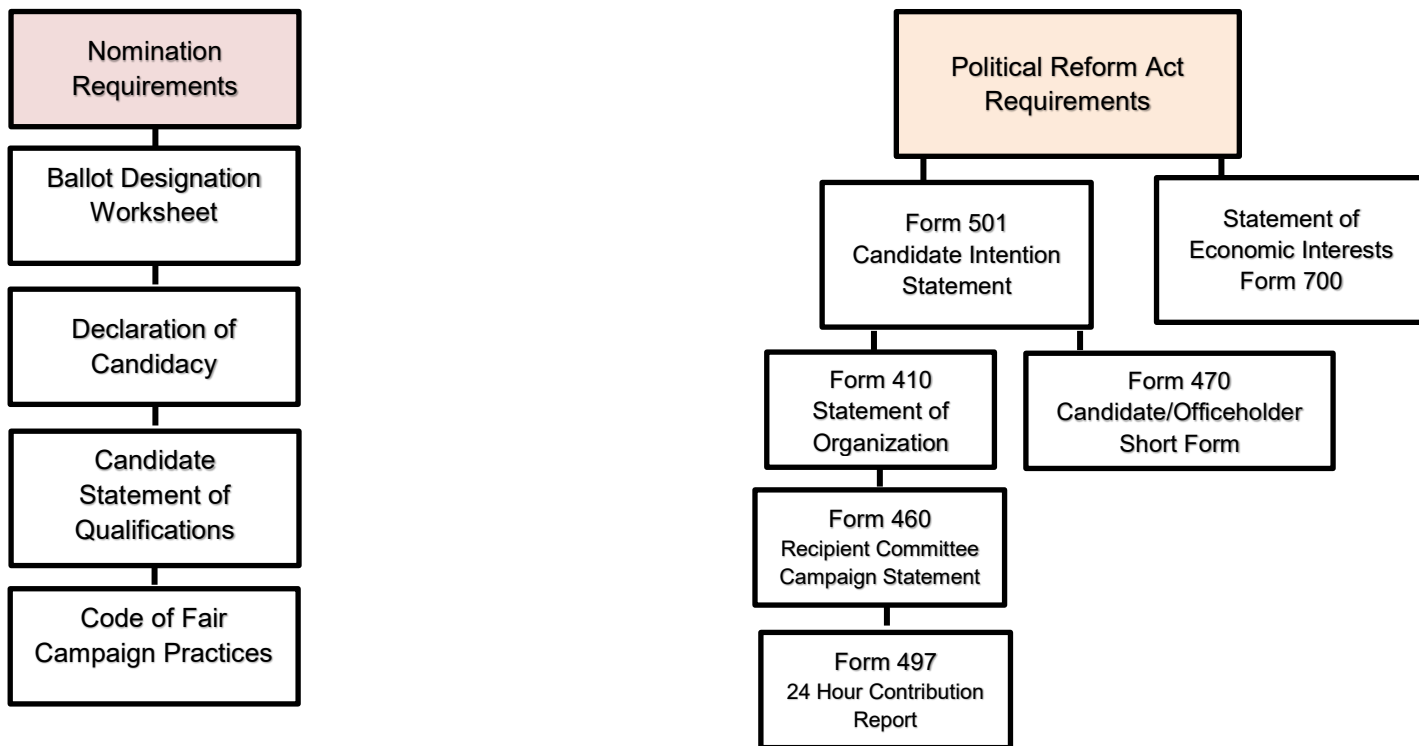 Nomination
Requirements
Ballot Designation
Worksheet
Declaration of
Candidacy
Candidate
Statement of
Qualifications
Code of Fair
Campaign Practices
Political Reform Act
Requirements
Form 501
Candidate Intention
Statement
Statement of
Economic Interests
Form 700
Form 410
Statement of
Organization
Form 470
Candidate/Officeholder
Short Form
Form 460
Recipient Committee
Campaign Statement
Form 497
24 Hour Contribution
Report